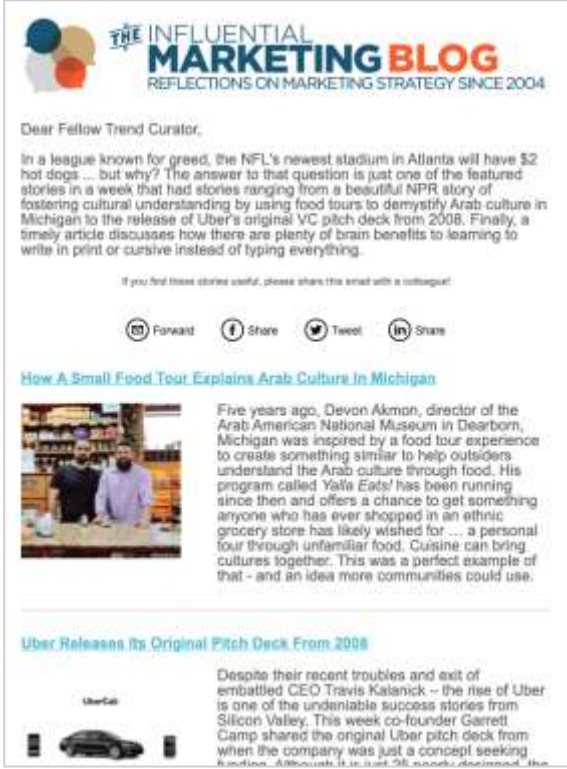 THE INFLUENTIAL
MARKETING BLOG
REFLECTIONS ON MARKETING STRATEGY SINCE 2004
Dear Fellow Trend Curator,
In a league known for greed, the NFL's newest stadium in Atlanta will have $2
hot dogs ... but why? The answer to that question is just one of the featured
stories in a week that had stories ranging from a beautiful NPR story of
fostering cultural understanding by using food tours to demystify Arab culture in
Michigan to the release of Uber's original VC pitch deck from 2008. Finally, a
timely article discusses how there are plenty of brain benefits to learning to
write in print or cursive instead of typing everything.
If you find these stories useful, please share this email with a colleague!
Forward Share Tweet Share
How A Small Food Tour Explains Arab Culture In Michigan
Five years ago, Devon Akmon, director of the
Arab American National Museum in Dearborn,
Michigan was inspired by a food tour experience
to create something similar to help outsiders
understand the Arab culture through food. His
program called Yalla Eats! has been running
since then and offers a chance to get something
anyone who has ever shopped in an ethnic
grocery store has likely wished for ... a personal
tour through unfamiliar food. Cuisine can bring
cultures together. This was a perfect example of
that - and an idea more communities could use.
Uber Releases Its Original Pitch Deck From 2008
UberCab
Despite their recent troubles and exit of
embattled CEO Travis Kalanick – the rise of Uber
is one of the undeniable success stories from
Silicon Valley. This week co-founder Garrett
Camp shared the original Uber pitch deck from
when the company was just a concept seeking
funding. Although it is just 25 poorly designed, the